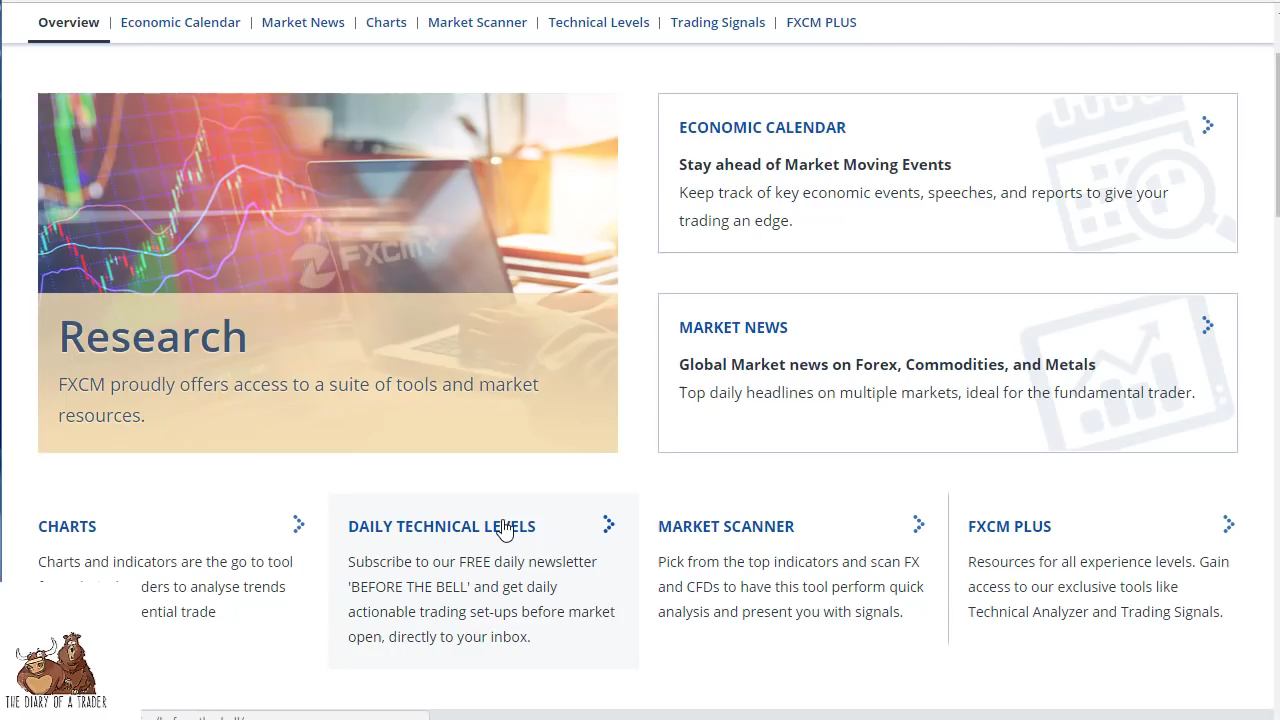 Overview | Economic Calendar | Market News | Charts | Market Scanner | Technical Levels | Trading Signals | FXCM PLUS
FXCM+
Research
FXCM proudly offers access to a suite of tools and market
resources.
ECONOMIC CALENDAR
Stay ahead of Market Moving Events
Keep track of key economic events, speeches, and reports to give your
trading an edge.
MARKET NEWS
Global Market news on Forex, Commodities, and Metals
Top daily headlines on multiple markets, ideal for the fundamental trader.
CHARTS
Charts and indicators are the go to tool
ders to analyse trends
ential trade
DAILY TECHNICAL LEVELS
Subscribe to our FREE daily newsletter
'BEFORE THE BELL' and get daily
actionable trading set-ups before market
open, directly to your inbox.
MARKET SCANNER
Pick from the top indicators and scan FX
and CFDs to have this tool perform quick
analysis and present you with signals.
FXCM PLUS
Resources for all experience levels. Gain
access to our exclusive tools like
Technical Analyzer and Trading Signals.
THE DIARY OF A TRADER